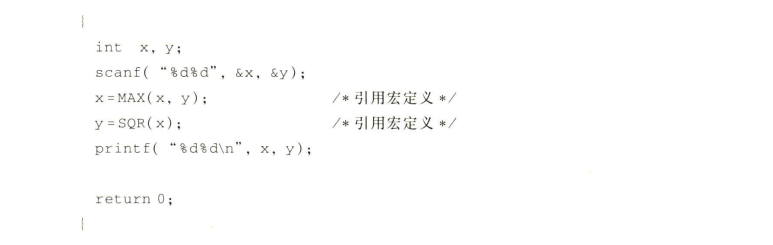 {
int x, y;
scanf( “%d%d”, &x, &y);
x=MAX(x, y); /* 引用宏定义 */
y=SQR(x); /* 引用宏定义 */
printf( “%d%d\n”, x, y);
return 0;
}